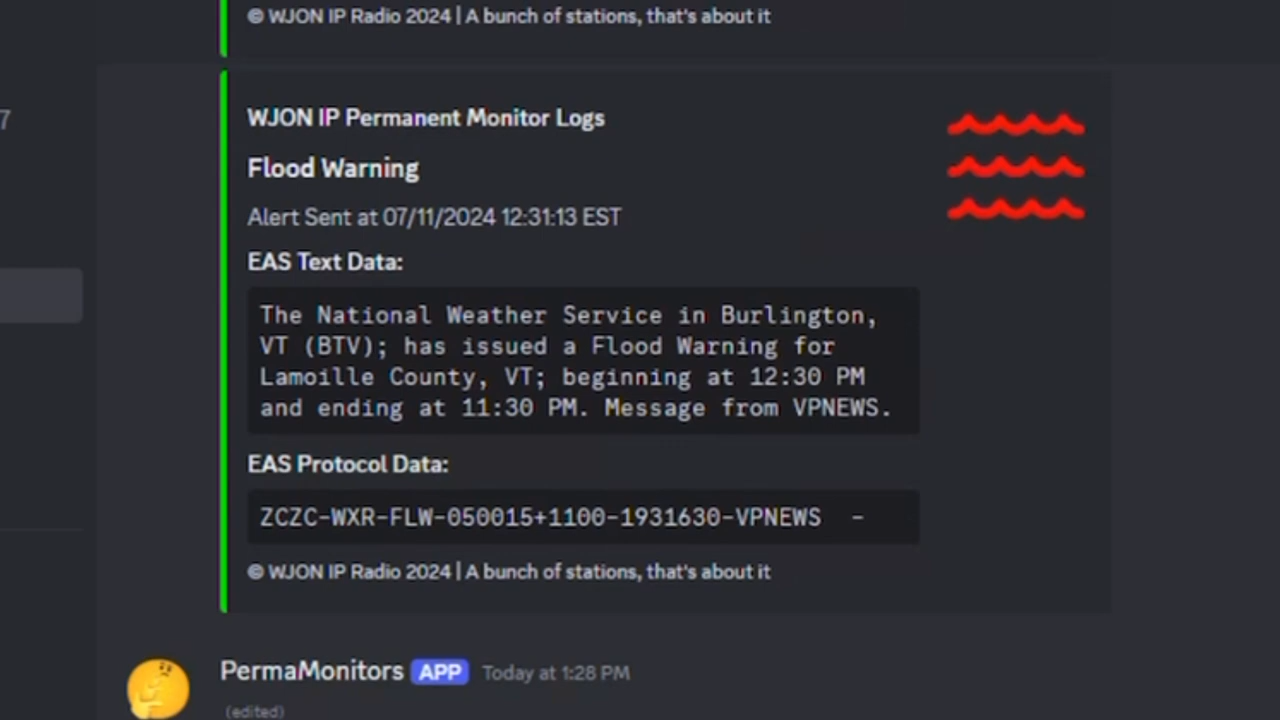 © WJON IP Radio 2024 | A bunch of stations, that's about it
7
WJON IP Permanent Monitor Logs
Flood Warning
Alert Sent at 07/11/2024 12:31:13 EST
EAS Text Data:
The National Weather Service in Burlington,
VT (BTV); has issued a Flood Warning for
Lamoille County, VT; beginning at 12:30 PM
and ending at 11:30 PM. Message from VPNEWS.
EAS Protocol Data:
ZCZC-WXR-FLW-050015+1100-1931630-VPNEWS  -
© WJON IP Radio 2024 | A bunch of stations, that's about it
PermaMonitors APP Today at 1:28 PM
(edited)